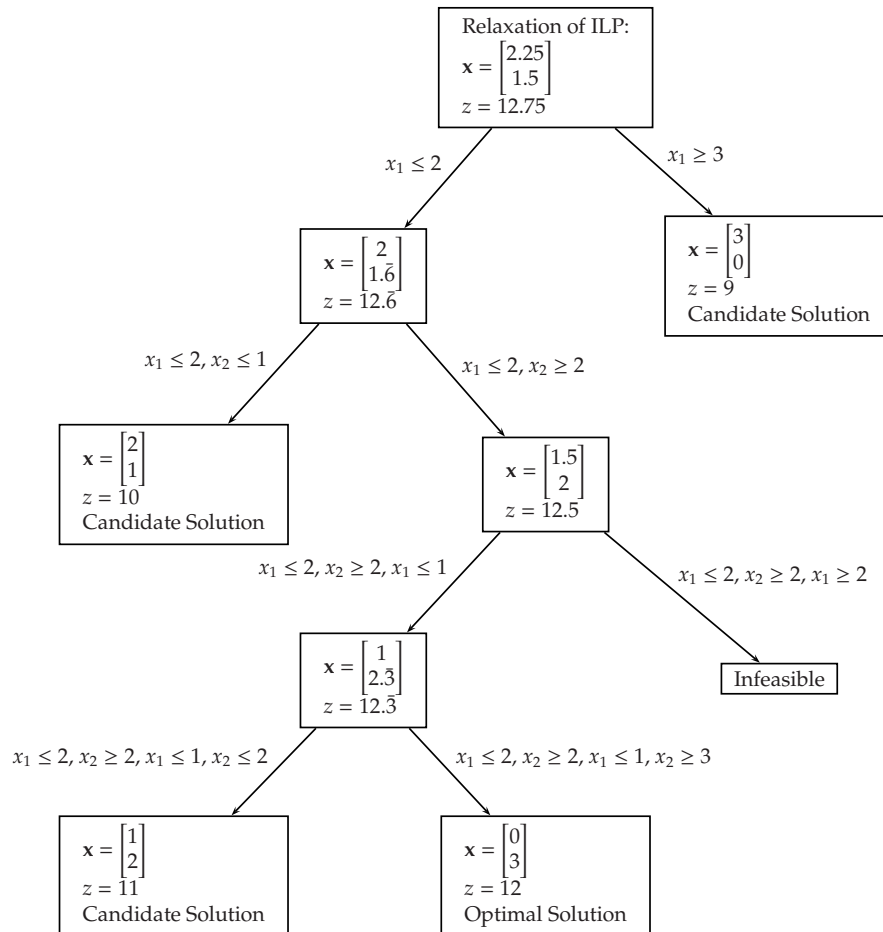 Relaxation of ILP:
x = [2.25
1.5]
z = 12.75
x₁ ≤ 2
x₁ ≥ 3
x = [2
1.6̄]
z = 12.6̄
x = [3
0]
z = 9
Candidate Solution
x₁ ≤ 2, x₂ ≤ 1
x₁ ≤ 2, x₂ ≥ 2
x = [2
1]
z = 10
Candidate Solution
x = [1.5
2]
z = 12.5
x₁ ≤ 2, x₂ ≥ 2, x₁ ≤ 1
x₁ ≤ 2, x₂ ≥ 2, x₁ ≥ 2
x = [1
2.3̄]
z = 12.3̄
Infeasible
x₁ ≤ 2, x₂ ≥ 2, x₁ ≤ 1, x₂ ≤ 2
x₁ ≤ 2, x₂ ≥ 2, x₁ ≤ 1, x₂ ≥ 3
x = [1
2]
z = 11
Candidate Solution
x = [0
3]
z = 12
Optimal Solution